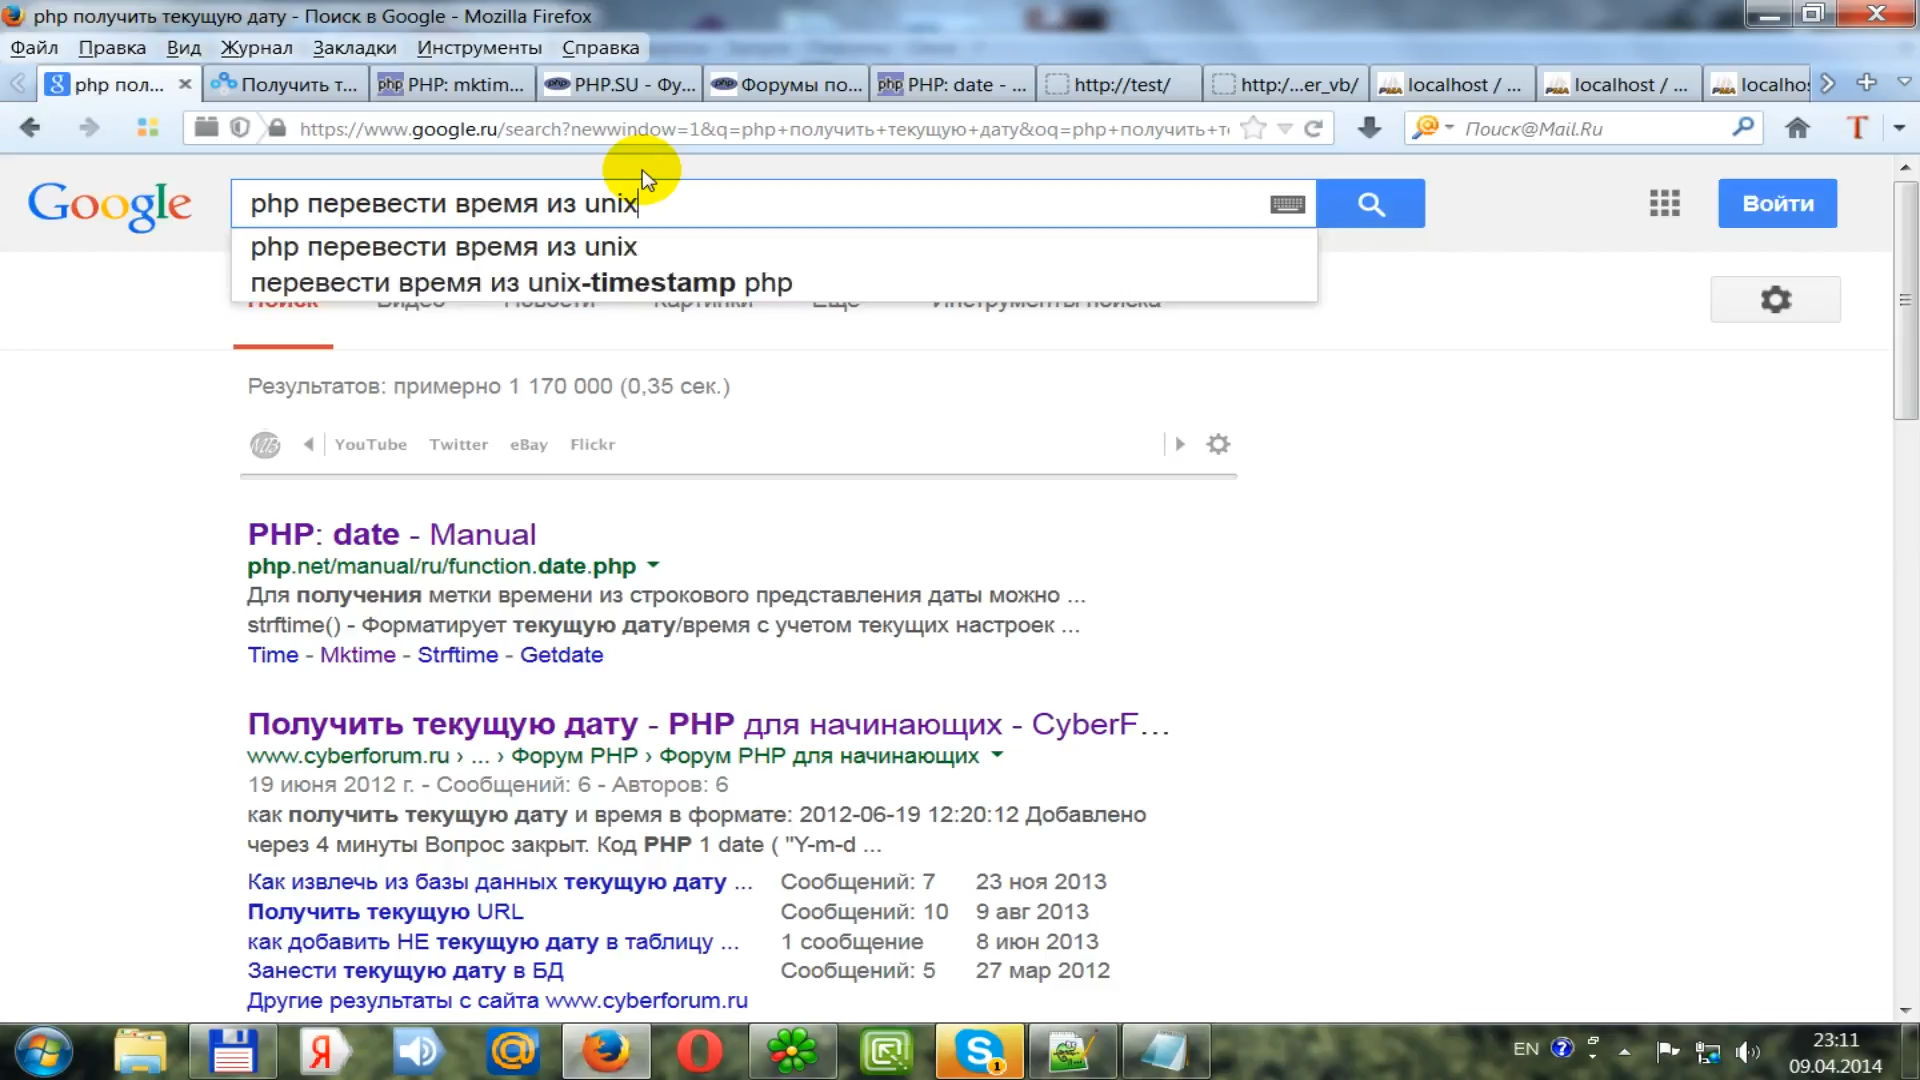 php получить текущую дату - Поиск в Google - Mozilla Firefox
Файл Правка Вид Журнал Закладки Инструменты Справка
php пол... Получить т... PHP: mktim... PHP.SU - Фу... Форумы по... PHP: date - ... http://test/ http:/...er_vb/ localhost / ... localhost / ... localho
https://www.google.ru/search?newwindow=1&q=php+получить+текущую+дату&oq=php+получить+т Поиск@Mail.Ru
Google php перевести время из unix Войти
php перевести время из unix
перевести время из unix-timestamp php
Поиск Видео Новости Картинки Ещё Инструменты поиска
Результатов: примерно 1 170 000 (0,35 сек.)
YouTube Twitter eBay Flickr
PHP: date - Manual
php.net/manual/ru/function.date.php
Для получения метки времени из строкового представления даты можно ...
strftime() - Форматирует текущую дату/время с учетом текущих настроек ...
Time - Mktime - Strftime - Getdate
Получить текущую дату - PHP для начинающих - CyberF...
www.cyberforum.ru › ... › Форум PHP › Форум PHP для начинающих
19 июня 2012 г. - Сообщений: 6 - Авторов: 6
как получить текущую дату и время в формате: 2012-06-19 12:20:12 Добавлено
через 4 минуты Вопрос закрыт. Код PHP 1 date ( "Y-m-d ...
Как извлечь из базы данных текущую дату ... Сообщений: 7 23 ноя 2013
Получить текущую URL Сообщений: 10 9 авг 2013
как добавить НЕ текущую дату в таблицу ... 1 сообщение 8 июн 2013
Занести текущую дату в БД Сообщений: 5 27 мар 2012
Другие результаты с сайта www.cyberforum.ru
EN 23:11
09.04.2014